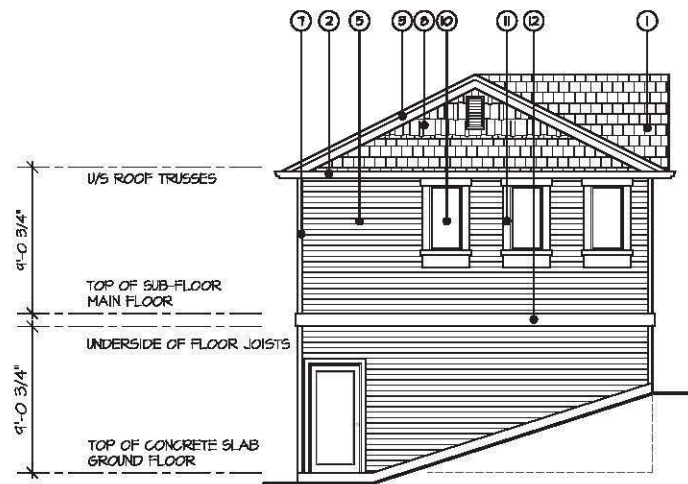 7 2 5 9 8 10 11 12 1
U/S ROOF TRUSSES
9'-0 3/4"
TOP OF SUB-FLOOR
MAIN FLOOR
UNDERSIDE OF FLOOR JOISTS
9'-0 3/4"
TOP OF CONCRETE SLAB
GROUND FLOOR